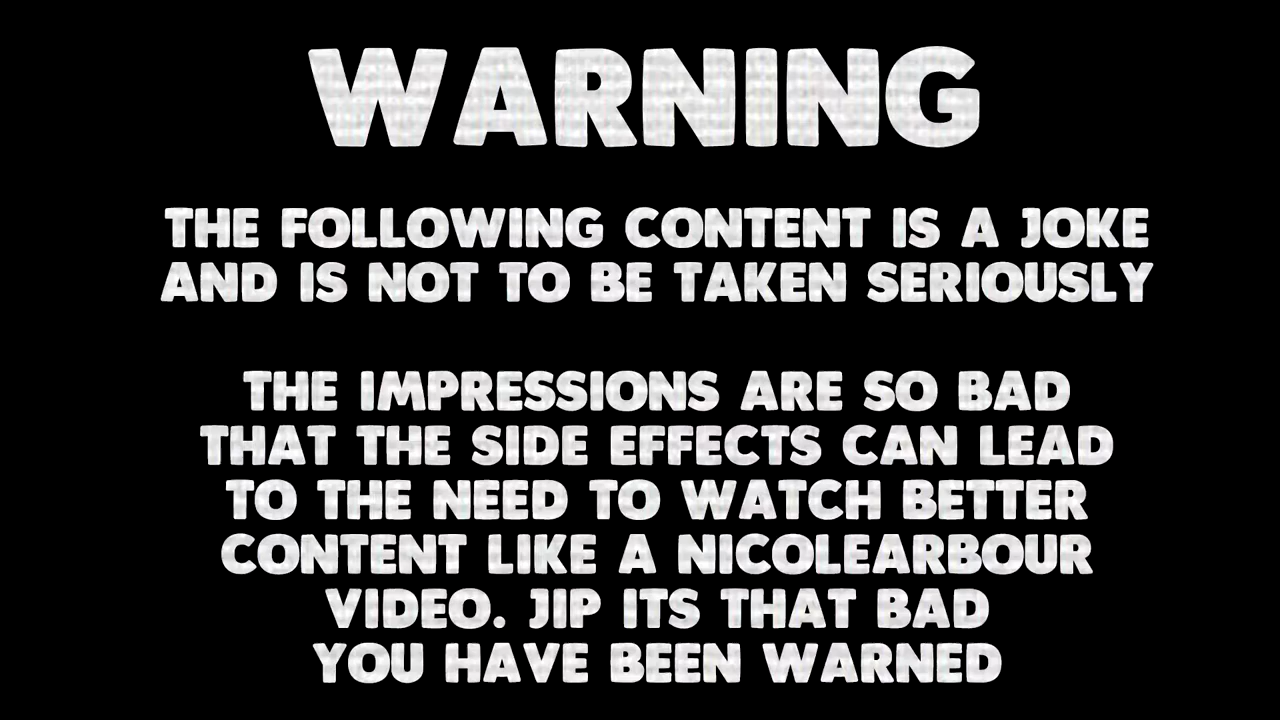 WARNING
THE FOLLOWING CONTENT IS A JOKE
AND IS NOT TO BE TAKEN SERIOUSLY
THE IMPRESSIONS ARE SO BAD
THAT THE SIDE EFFECTS CAN LEAD
TO THE NEED TO WATCH BETTER
CONTENT LIKE A NICOLEARBOUR
VIDEO. JIP ITS THAT BAD
YOU HAVE BEEN WARNED